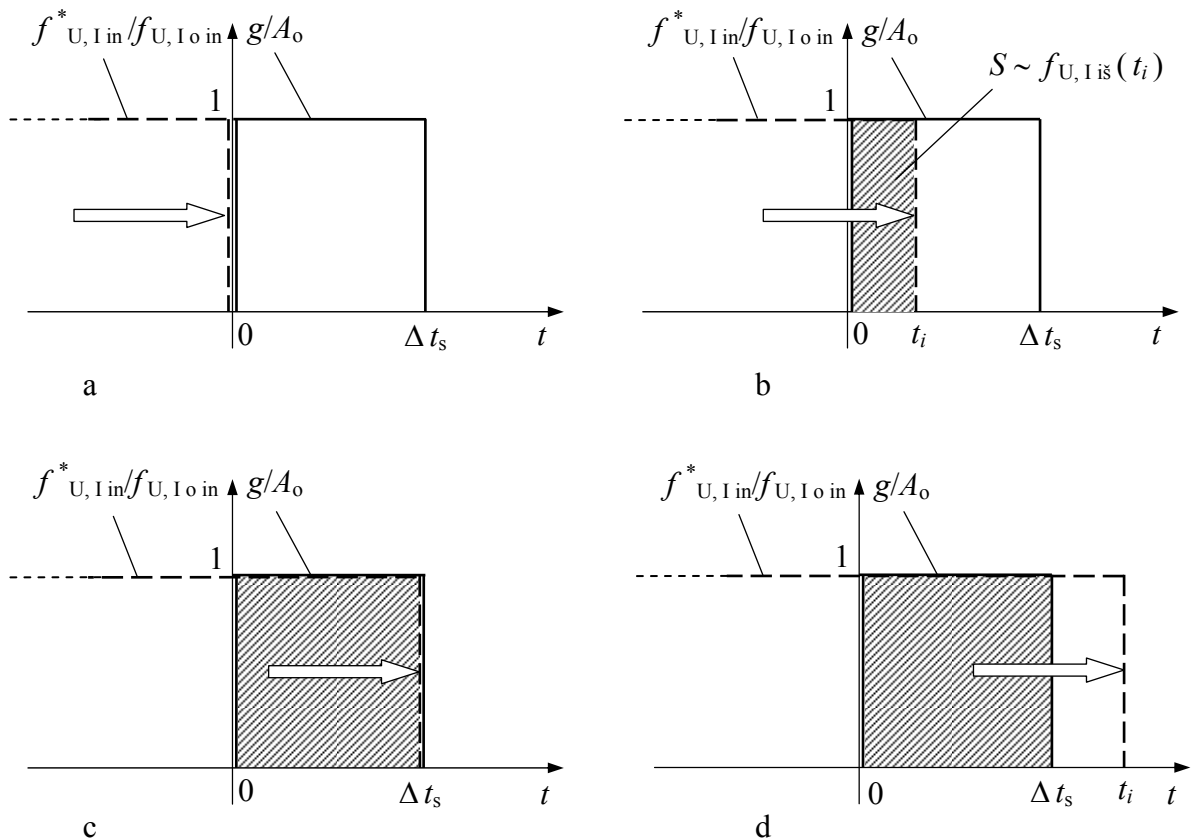 f*U, I in/fU, I o in g/Ao
1
0 Δts t
a
f*U, I in/fU, I o in g/Ao
S ~ fU, I iš(ti)
1
0 ti Δts t
b
f*U, I in/fU, I o in g/Ao
1
0 Δts t
c
f*U, I in/fU, I o in g/Ao
1
0 Δts ti t
d